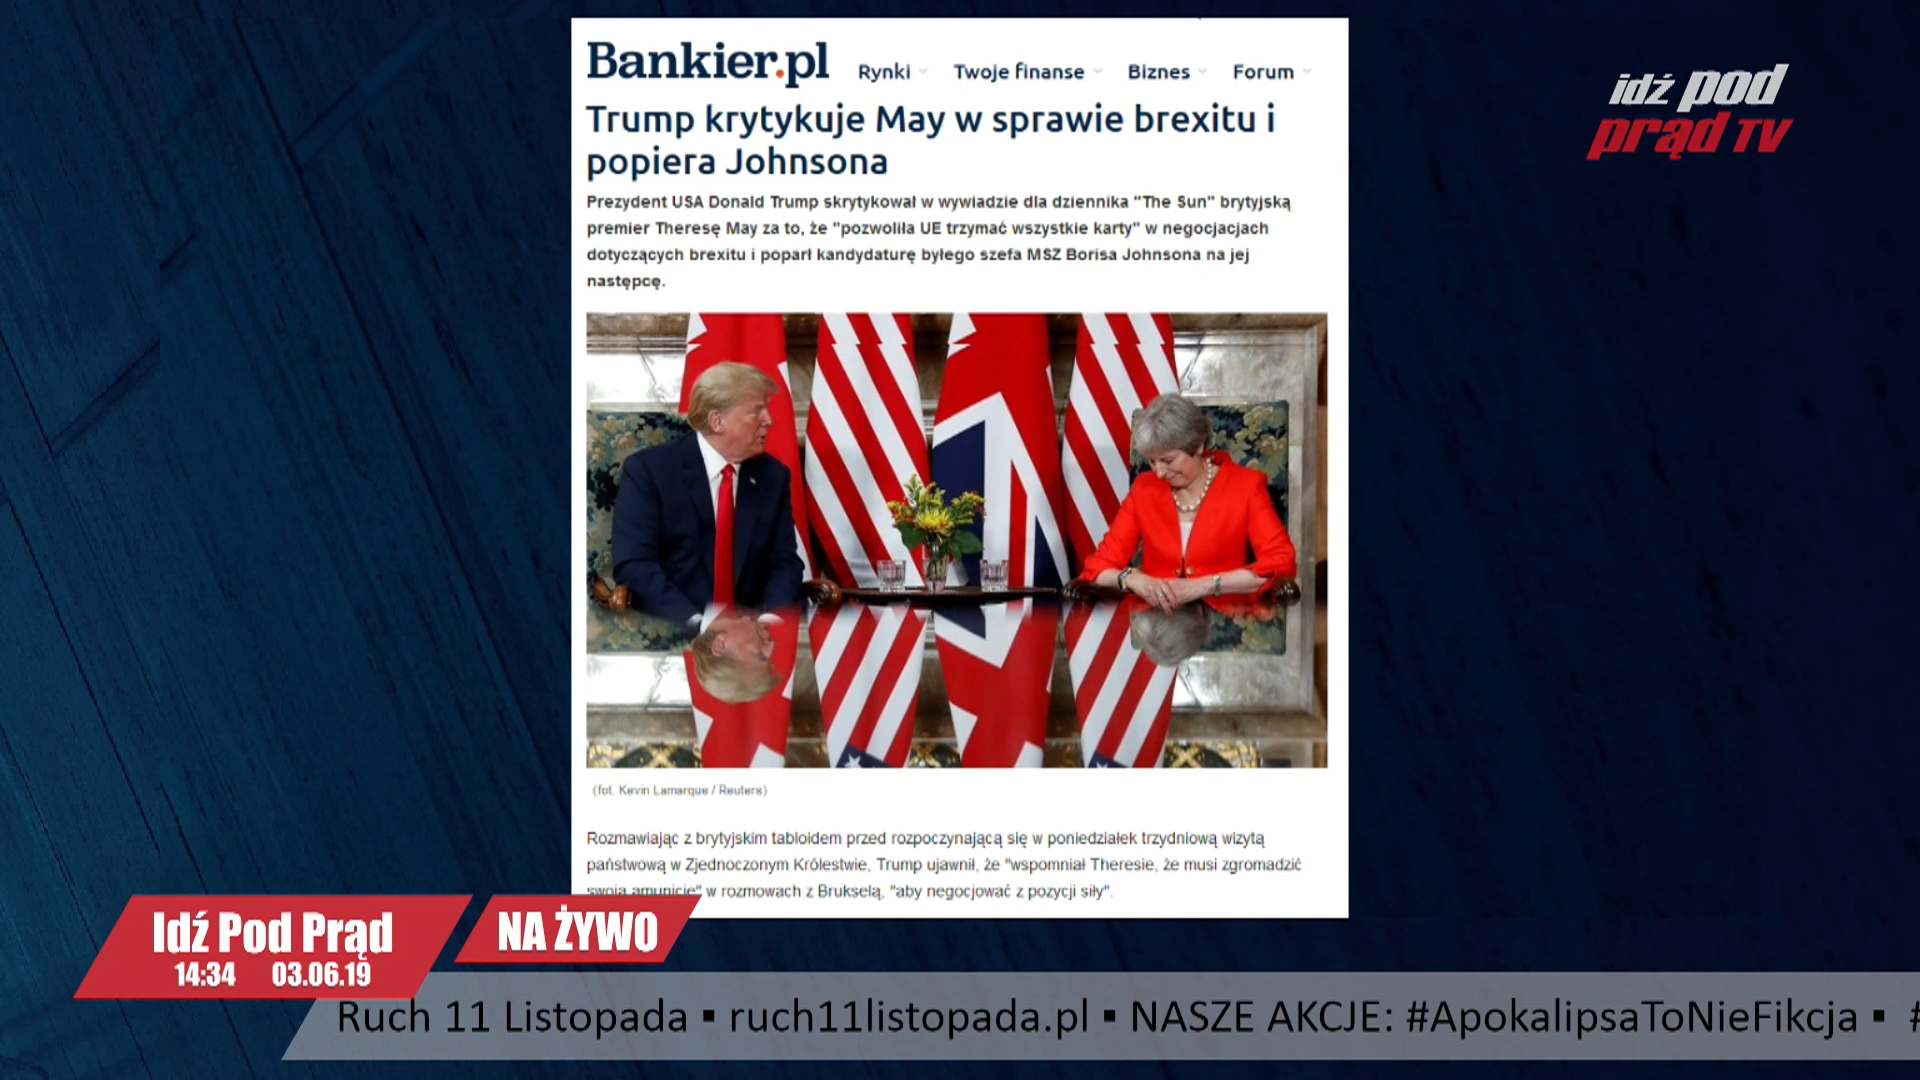 Bankier.pl
Rynki Twoje finanse Biznes Forum
idź pod
prąd TV
Trump krytykuje May w sprawie brexitu i
popiera Johnsona
Prezydent USA Donald Trump skrytykował w wywiadzie dla dziennika "The Sun" brytyjską
premier Theresę May za to, że "pozwoliła UE trzymać wszystkie karty" w negocjacjach
dotyczących brexitu i poparł kandydaturę byłego szefa MSZ Borisa Johnsona na jej
następcę.
(fot. Kevin Lamarque / Reuters)
Rozmawiając z brytyjskim tabloidem przed rozpoczynającą się w poniedziałek trzydniową wizytą
państwową w Zjednoczonym Królestwie, Trump ujawnił, że "wspomniał Theresie, że musi zgromadzić
swoją amunicję" w rozmowach z Brukselą, "aby negocjować z pozycji siły".
Idź Pod Prąd
NA ŻYWO
14:34 03.06.19
Ruch 11 Listopada ▪ ruch11listopada.pl ▪ NASZE AKCJE: #ApokalipsaToNieFikcja ▪ #